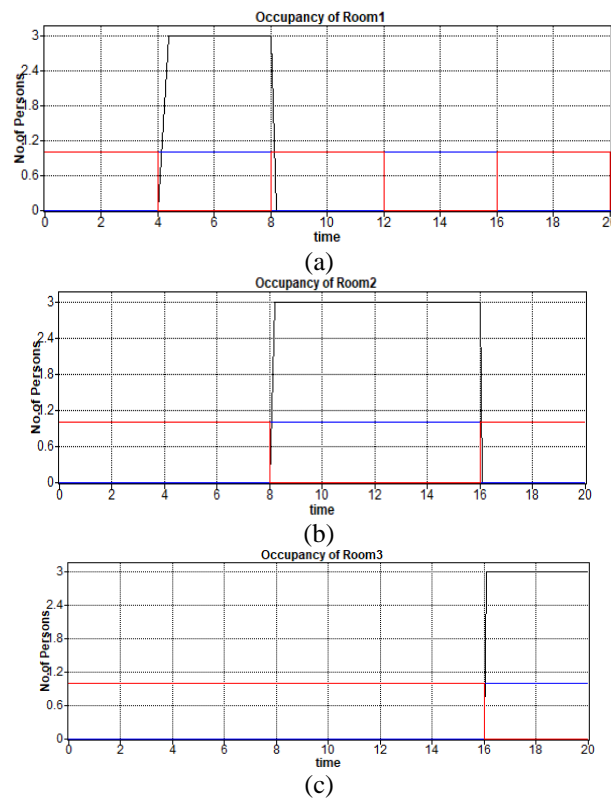 Occupancy of Room1
No.of Persons
3
2.4
1.8
1.2
0.6
0
0 2 4 6 8 10 12 14 16 18 20
time
(a)
Occupancy of Room2
No.of Persons
3
2.4
1.8
1.2
0.6
0
0 2 4 6 8 10 12 14 16 18 20
time
(b)
Occupancy of Room3
No.of Persons
3
2.4
1.8
1.2
0.6
0
0 2 4 6 8 10 12 14 16 18 20
time
(c)